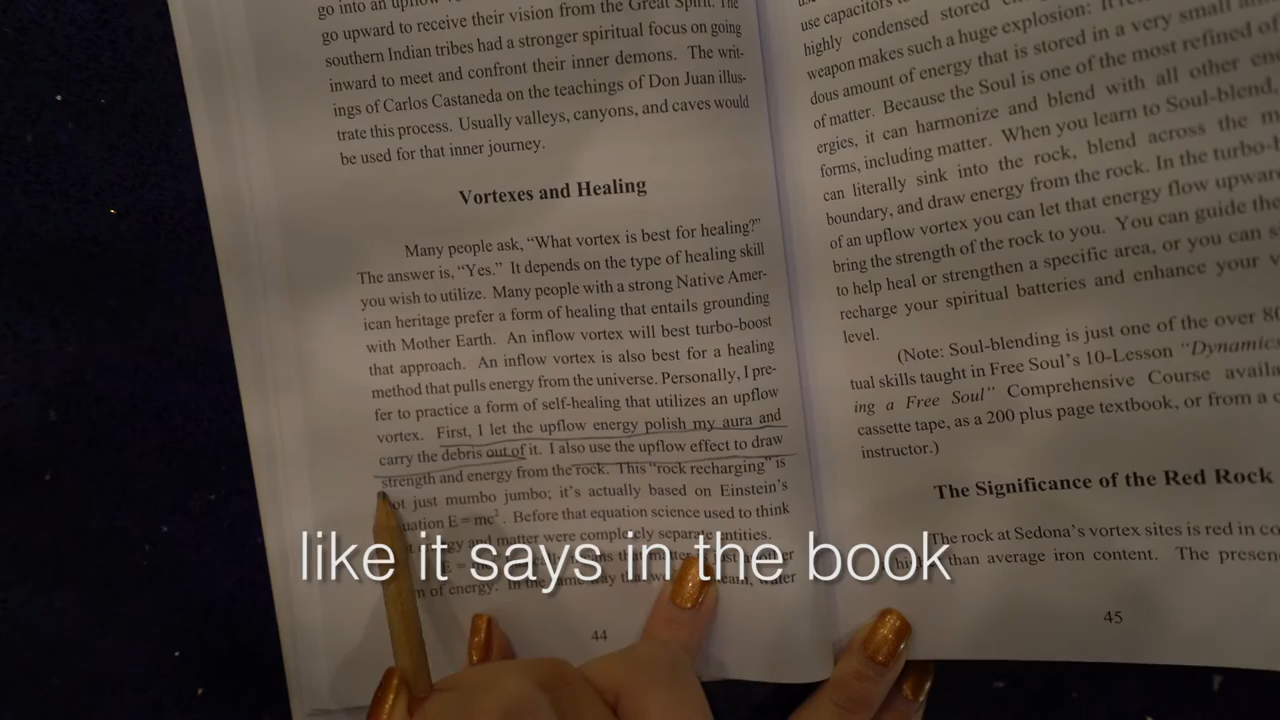 go into an upflow
go upward to receive their vision from the Great Spirit. The
southern Indian tribes had a stronger spiritual focus on going
inward to meet and confront their inner demons. The writ-
ings of Carlos Castaneda on the teachings of Don Juan illus-
trate this process. Usually valleys, canyons, and caves would
be used for that inner journey.
Vortexes and Healing
Many people ask, “What vortex is best for healing?”
The answer is, “Yes.” It depends on the type of healing skill
you wish to utilize. Many people with a strong Native Amer-
ican heritage prefer a form of healing that entails grounding
with Mother Earth. An inflow vortex will best turbo-boost
that approach. An inflow vortex is also best for a healing
method that pulls energy from the universe. Personally, I pre-
fer to practice a form of self-healing that utilizes an upflow
vortex. First, I let the upflow energy polish my aura and
carry the debris out of it. I also use the upflow effect to draw
strength and energy from the rock. This “rock recharging” is
just mumbo jumbo; it’s actually based on Einstein’s
E = mc². Before that equation science used to think
and matter were completely separate entities.
E =
of energy. In the same way that water
44
use capacitors
highly condensed stored
weapon makes such a huge explosion:
dous amount of energy that is stored in a very small
of matter. Because the Soul is one of the most refined of
ergies, it can harmonize and blend with all other
forms, including matter. When you learn to Soul-blend,
can literally sink into the rock, blend across the
boundary, and draw energy from the rock. In the
of an upflow vortex you can let that energy flow
bring the strength of the rock to you. You can guide the
to help heal or strengthen a specific area, or you can
recharge your spiritual batteries and enhance your
level.
(Note: Soul-blending is just one of the over
tual skills taught in Free Soul’s 10-Lesson “Dynamics
ing a Free Soul” Comprehensive Course
cassette tape, as a 200 plus page textbook, or from a
instructor.)
The Significance of the Red Rock
The rock at Sedona’s vortex sites is red in
than average iron content. The
45
like it says in the book